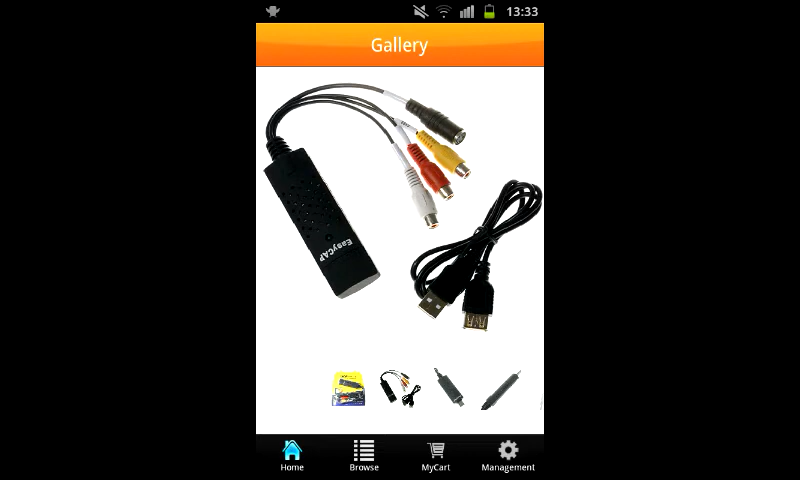 13:33
Gallery
EasyCAP
Home
Browse
MyCart
Management